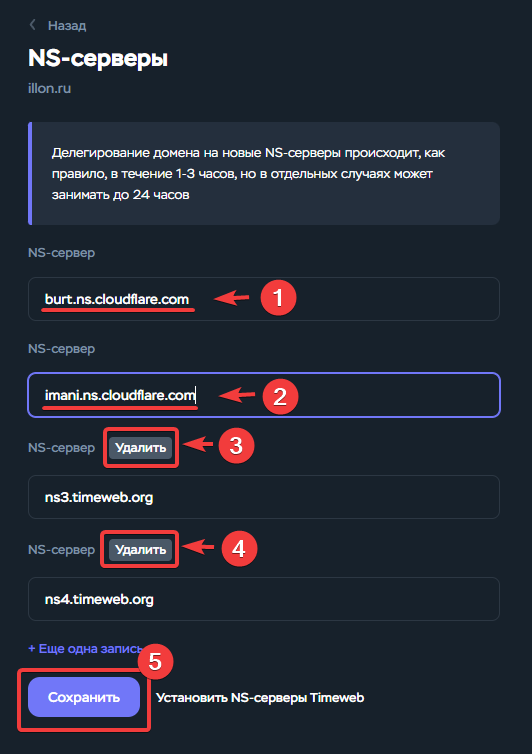 Назад
NS-серверы
illon.ru
Делегирование домена на новые NS-серверы происходит, как
правило, в течение 1-3 часов, но в отдельных случаях может
занимать до 24 часов
NS-сервер
burt.ns.cloudflare.com 1
NS-сервер
imani.ns.cloudflare.com 2
NS-сервер Удалить 3
ns3.timeweb.org
NS-сервер Удалить 4
ns4.timeweb.org
+ Еще одна запись 5
Сохранить Установить NS-серверы Timeweb